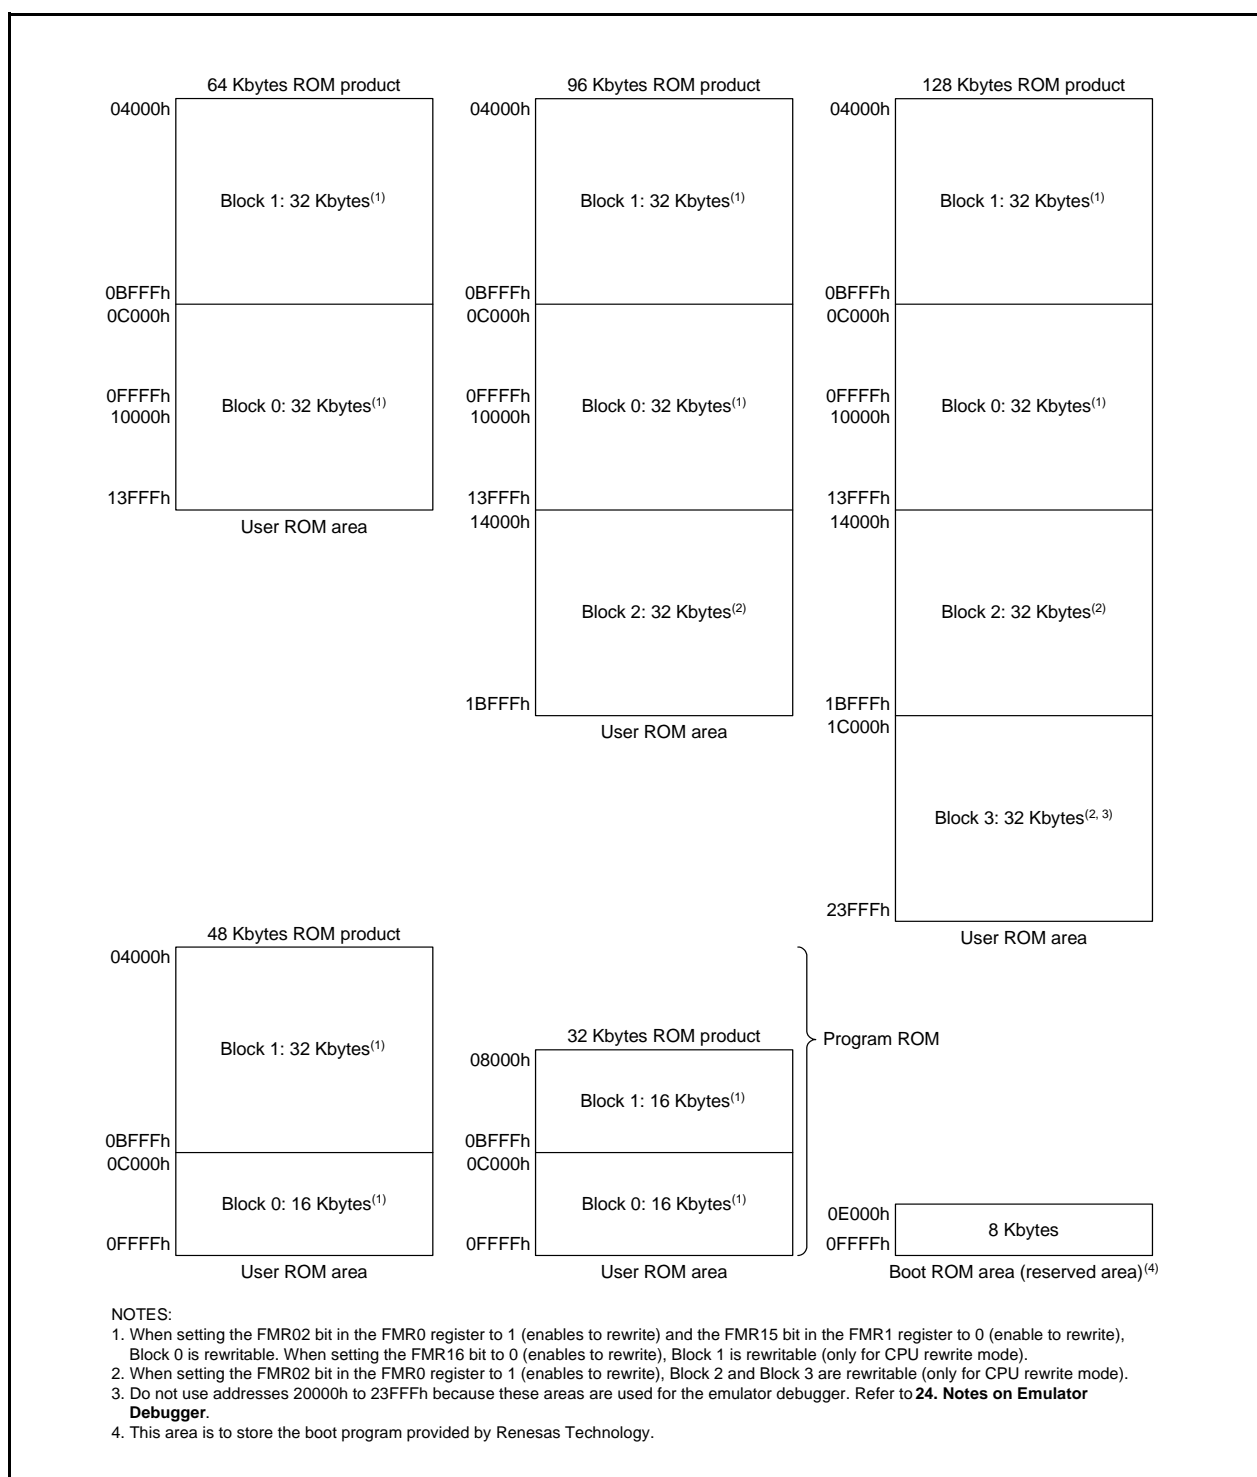 64 Kbytes ROM product
04000h
Block 1: 32 Kbytes(1)
0BFFFh
0C000h
0FFFFh
10000h
Block 0: 32 Kbytes(1)
13FFFh
User ROM area
96 Kbytes ROM product
04000h
Block 1: 32 Kbytes(1)
0BFFFh
0C000h
0FFFFh
10000h
Block 0: 32 Kbytes(1)
13FFFh
14000h
Block 2: 32 Kbytes(2)
1BFFFh
User ROM area
128 Kbytes ROM product
04000h
Block 1: 32 Kbytes(1)
0BFFFh
0C000h
0FFFFh
10000h
Block 0: 32 Kbytes(1)
13FFFh
14000h
Block 2: 32 Kbytes(2)
1BFFFh
1C000h
Block 3: 32 Kbytes(2, 3)
23FFFh
User ROM area
48 Kbytes ROM product
04000h
Block 1: 32 Kbytes(1)
0BFFFh
0C000h
Block 0: 16 Kbytes(1)
0FFFFh
User ROM area
32 Kbytes ROM product
08000h
Block 1: 16 Kbytes(1)
0BFFFh
0C000h
Block 0: 16 Kbytes(1)
0FFFFh
User ROM area
Program ROM
0E000h
8 Kbytes
0FFFFh
Boot ROM area (reserved area)(4)
NOTES:
1. When setting the FMR02 bit in the FMR0 register to 1 (enables to rewrite) and the FMR15 bit in the FMR1 register to 0 (enable to rewrite),
Block 0 is rewritable. When setting the FMR16 bit to 0 (enables to rewrite), Block 1 is rewritable (only for CPU rewrite mode).
2. When setting the FMR02 bit in the FMR0 register to 1 (enables to rewrite), Block 2 and Block 3 are rewritable (only for CPU rewrite mode).
3. Do not use addresses 20000h to 23FFFh because these areas are used for the emulator debugger. Refer to 24. Notes on Emulator
Debugger.
4. This area is to store the boot program provided by Renesas Technology.